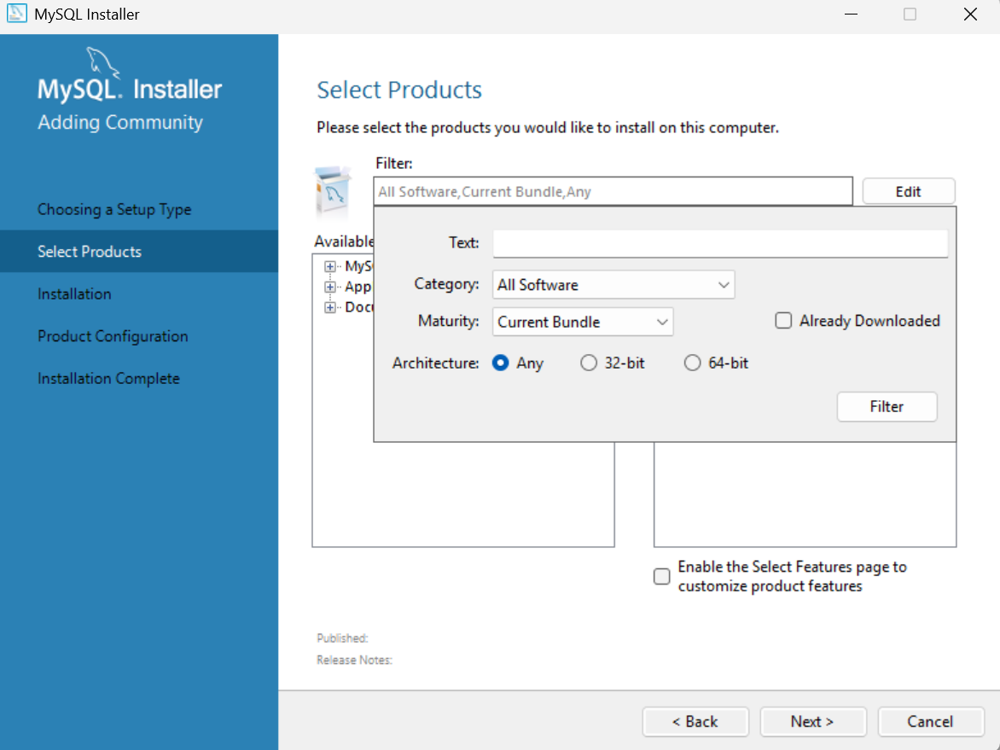 MySQL Installer
MySQL. Installer
Adding Community
Choosing a Setup Type
Select Products
Installation
Product Configuration
Installation Complete
Select Products
Please select the products you would like to install on this computer.
Filter:
All Software,Current Bundle,Any
Edit
Available
MyS
App
Doc
Text:
Category:
All Software
Maturity:
Current Bundle
Already Downloaded
Architecture:
Any
32-bit
64-bit
Filter
Enable the Select Features page to
customize product features
Published:
Release Notes:
< Back
Next >
Cancel